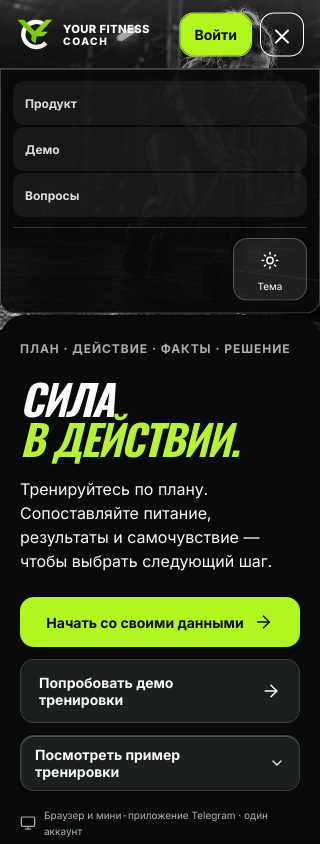 YOUR FITNESS
COACH
Войти
Продукт
Демо
Вопросы
Тема
ПЛАН · ДЕЙСТВИЕ · ФАКТЫ · РЕШЕНИЕ
СИЛА
В ДЕЙСТВИИ.
Тренируйтесь по плану.
Сопоставляйте питание,
результаты и самочувствие —
чтобы выбрать следующий шаг.
Начать со своими данными
Попробовать демо
тренировки
Посмотреть пример
тренировки
Браузер и мини-приложение Telegram · один
аккаунт